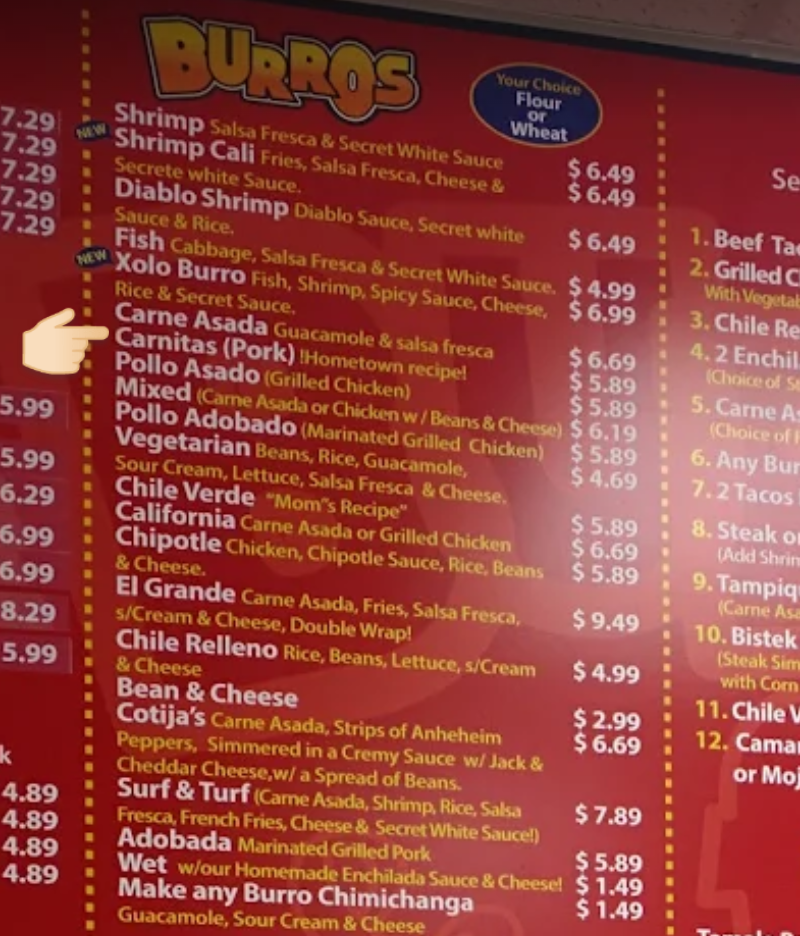 BURROS
Your Choice
Flour
or
Wheat
7.29
7.29
7.29
7.29
7.29
5.99
5.99
6.29
6.99
6.99
8.29
5.99
4.89
4.89
4.89
4.89
Shrimp Salsa Fresca & Secret White Sauce $ 6.49
NEW Shrimp Cali Fries, Salsa Fresca, Cheese & $ 6.49
Secrete white Sauce.
Diablo Shrimp Diablo Sauce, Secret white $ 6.49
Sauce & Rice.
Fish Cabbage, Salsa Fresca & Secret White Sauce. $ 4.99
NEW Xolo Burro Fish, Shrimp, Spicy Sauce, Cheese, $ 6.99
Rice & Secret Sauce.
Carne Asada Guacamole & salsa fresca $ 6.69
Carnitas (Pork) !Hometown recipe! $ 5.89
Pollo Asado (Grilled Chicken) $ 5.89
Mixed (Carne Asada or Chicken w/ Beans & Cheese) $ 6.19
Pollo Adobado (Marinated Grilled Chicken) $ 5.89
Vegetarian Beans, Rice, Guacamole, $ 4.69
Sour Cream, Lettuce, Salsa Fresca & Cheese.
Chile Verde "Mom"s Recipe" $ 5.89
California Carne Asada or Grilled Chicken $ 6.69
Chipotle Chicken, Chipotle Sauce, Rice, Beans $ 5.89
& Cheese.
El Grande Carne Asada, Fries, Salsa Fresca, $ 9.49
s/Cream & Cheese, Double Wrap!
Chile Relleno Rice, Beans, Lettuce, s/Cream $ 4.99
& Cheese
Bean & Cheese $ 2.99
Cotija's Carne Asada, Strips of Anheheim $ 6.69
Peppers, Simmered in a Cremy Sauce w/ Jack &
Cheddar Cheese,w/ a Spread of Beans.
Surf & Turf (Carne Asada, Shrimp, Rice, Salsa $ 7.89
Fresca, French Fries, Cheese & Secret White Sauce!)
Adobada Marinated Grilled Pork $ 5.89
Wet w/our Homemade Enchilada Sauce & Cheese! $ 1.49
Make any Burro Chimichanga $ 1.49
Guacamole, Sour Cream & Cheese
1. Beef
2. Grilled
With
3. Chile
4. 2
(Choice of
5. Carne
(Choice of
6. Any
7. 2 Tacos
8. Steak
(Add
9.
(Carne
10. Bistek
(Steak
with Corn
11. Chile
12.
or